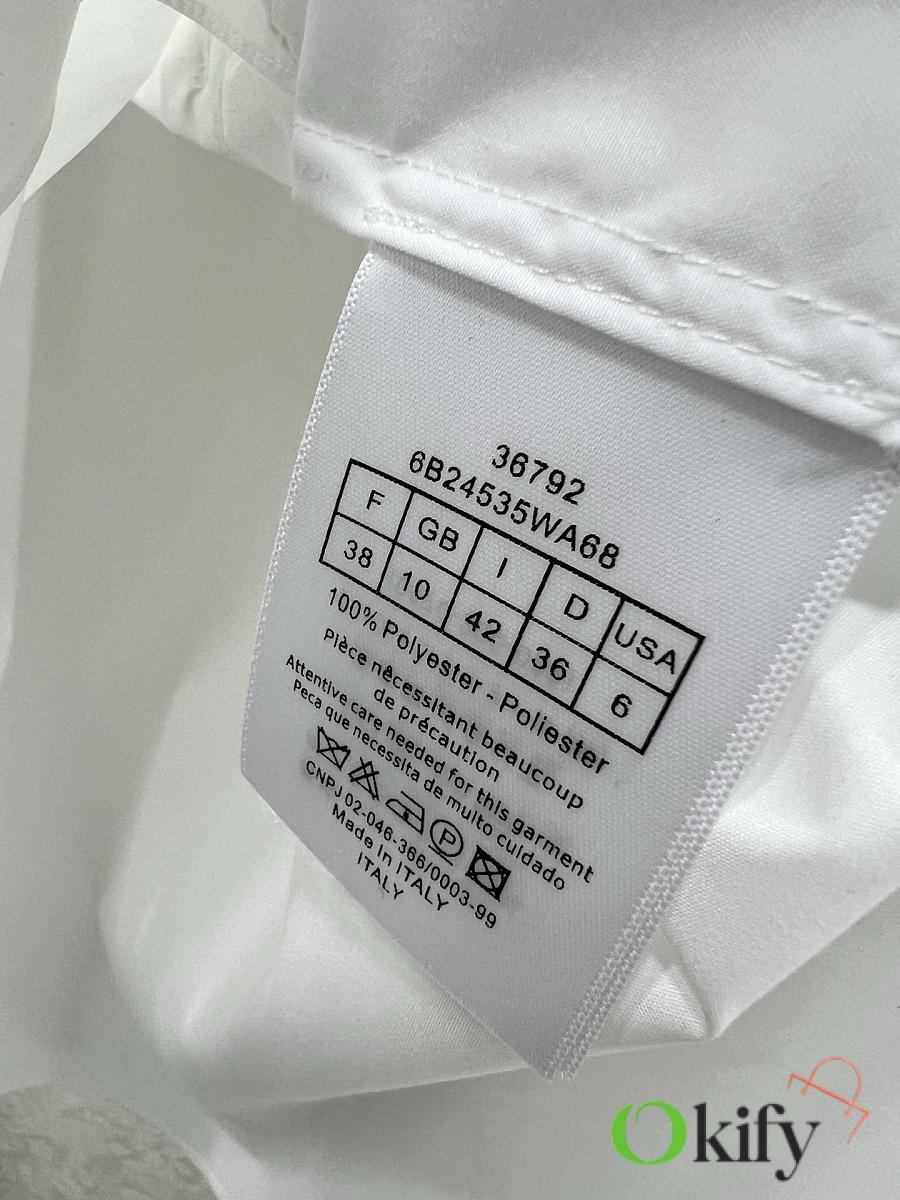 36792
6B24535WA68
F GB I D USA
38 10 42 36 6
100% Polyester - Poliester
Pièce nêcessitant beaucoup
de précaution
Attentive care needed for this garment
Peca que necessita de muito cuidado
P
CNPJ 02-046-366/0003-99
Made In ITALY
ITALY
Okify